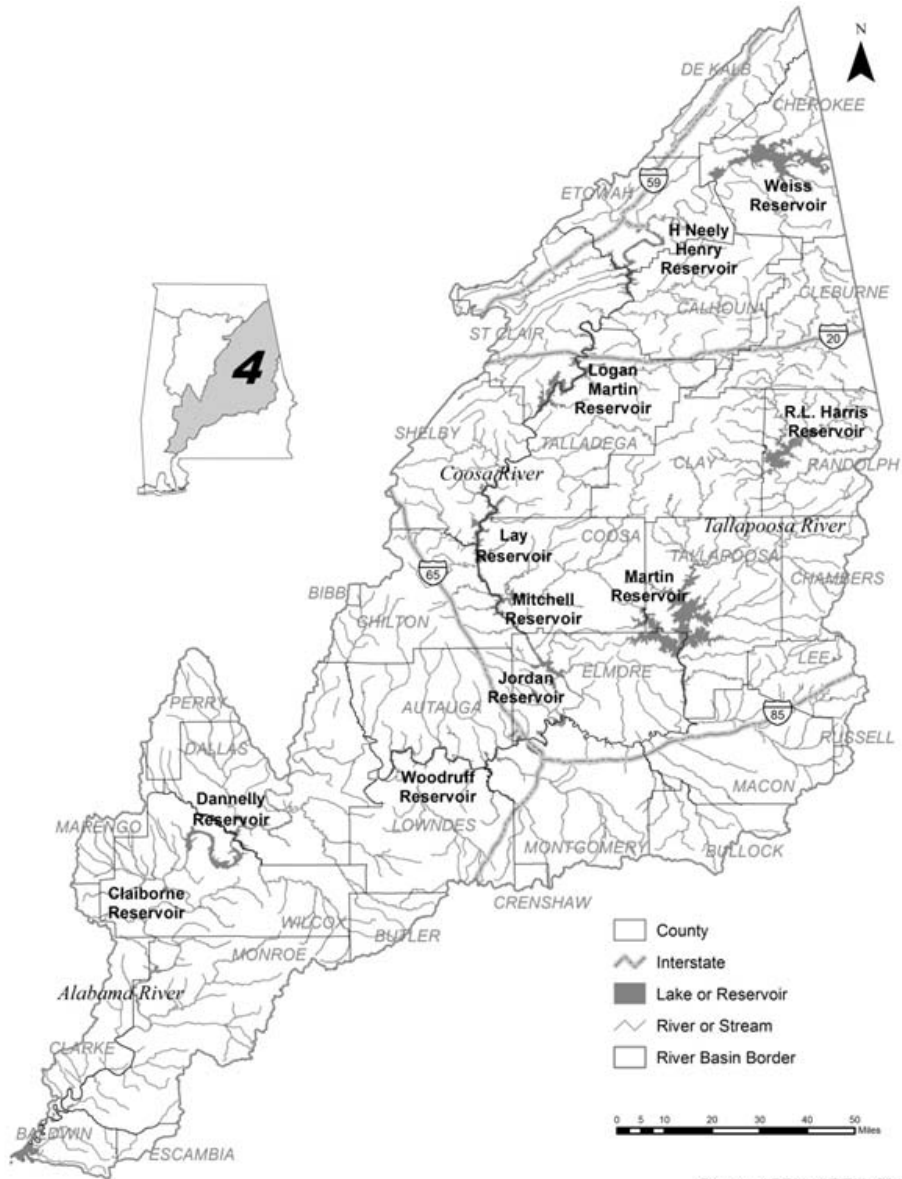 N
DE KALB
CHEROKEE
59
ETOWAH
Weiss
Reservoir
H Neely
Henry
Reservoir
CLEBURNE
CALHOUN
ST CLAIR
20
4
Logan
Martin
Reservoir
R.L. Harris
Reservoir
SHELBY
TALLADEGA
CLAY
RANDOLPH
Coosa River
Tallapoosa River
Lay
Reservoir
COOSA
TALLAPOOSA
65
Martin
Reservoir
CHAMBERS
BIBB
Mitchell
Reservoir
CHILTON
LEE
ELMORE
Jordan
Reservoir
PERRY
AUTAUGA
85
RUSSELL
DALLAS
Woodruff
Reservoir
MACON
Dannelly
Reservoir
MARENGO
LOWNDES
MONTGOMERY
BULLOCK
Claiborne
Reservoir
CRENSHAW
WILCOX
BUTLER
MONROE
Alabama River
CLARKE
BALDWIN
ESCAMBIA
County
Interstate
Lake or Reservoir
River or Stream
River Basin Border
0 5 10 20 30 40 50
Miles